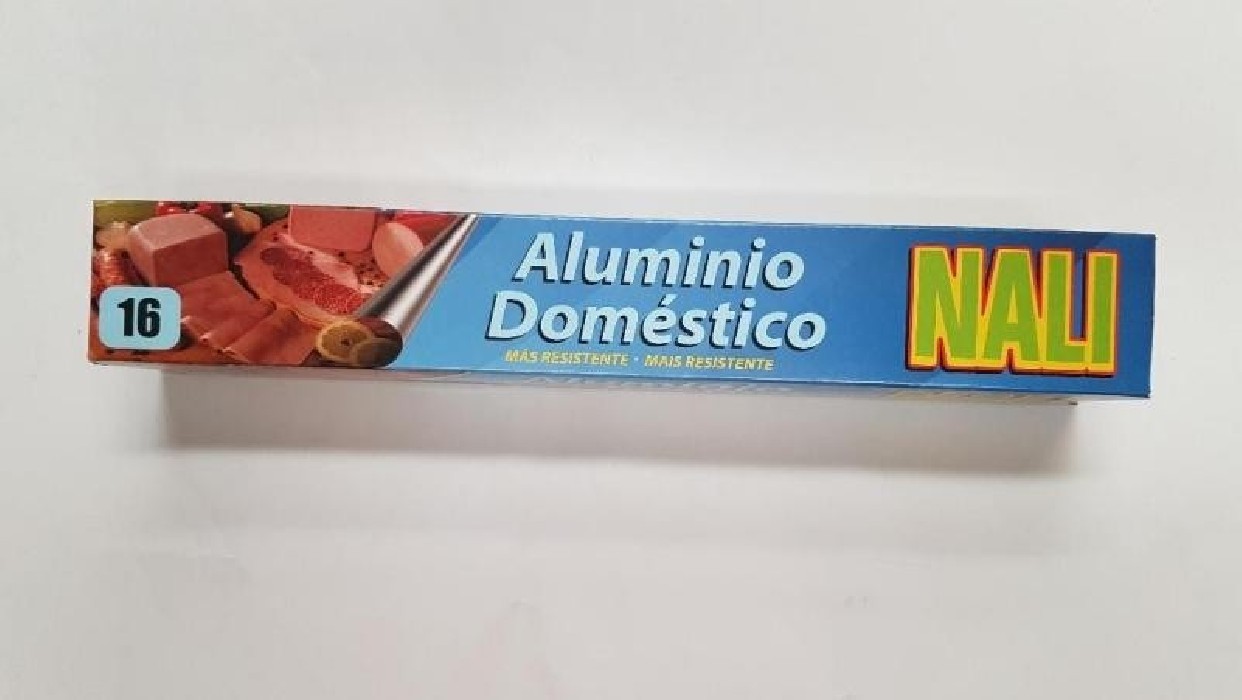 16
Aluminio
Doméstico
MÁS RESISTENTE · MAIS RESISTENTE
NALI